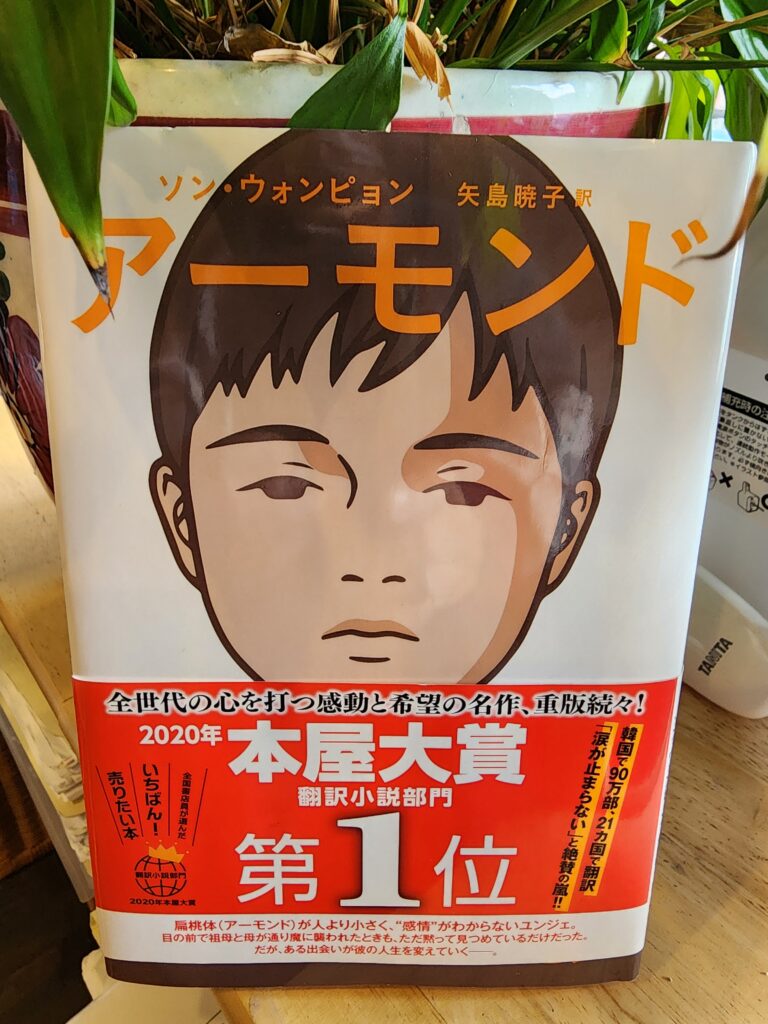 ソン・ウォンピョン 矢島暁子 訳
アーモンド
全世代の心を打つ感動と希望の名作、重版続々!
2020年 本屋大賞
翻訳小説部門
第1位
全国書店員が選んだ
いちばん!
売りたい本
翻訳小説部門
2020年本屋大賞
韓国で90万部、21カ国で翻訳
「涙が止まらない」と絶賛の嵐!!
扁桃体(アーモンド)が人より小さく、“感情”がわからないユンジェ。
目の前で祖母と母が通り魔に襲われたときも、ただ黙って見つめているだけだった。
だが、ある出会いが彼の人生を変えていく──。
補充時の注
TANITA